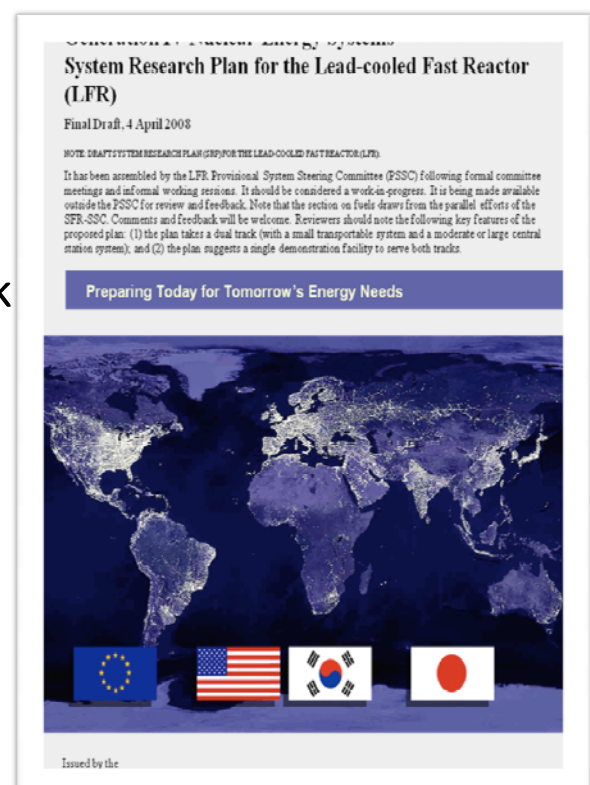 Generation IV Nuclear Energy Systems
System Research Plan for the Lead-cooled Fast Reactor
(LFR)
Final Draft, 4 April 2008
NOTE: DRAFT SYSTEM RESEARCH PLAN (SRP) FOR THE LEAD-COOLED FAST REACTOR (LFR).
It has been assembled by the LFR Provisional System Steering Committee (PSSC) following formal committee
meetings and informal working sessions. It should be considered a work-in-progress. It is being made available
outside the PSSC for review and feedback. Note that the section on fuels draws from the parallel efforts of the
SFR-SSC. Comments and feedback will be welcome. Reviewers should note the following key features of the
proposed plan: (1) the plan takes a dual track (with a small transportable system and a moderate or large central
station system); and (2) the plan suggests a single demonstration facility to serve both tracks.
k
Preparing Today for Tomorrow's Energy Needs
Issued by the